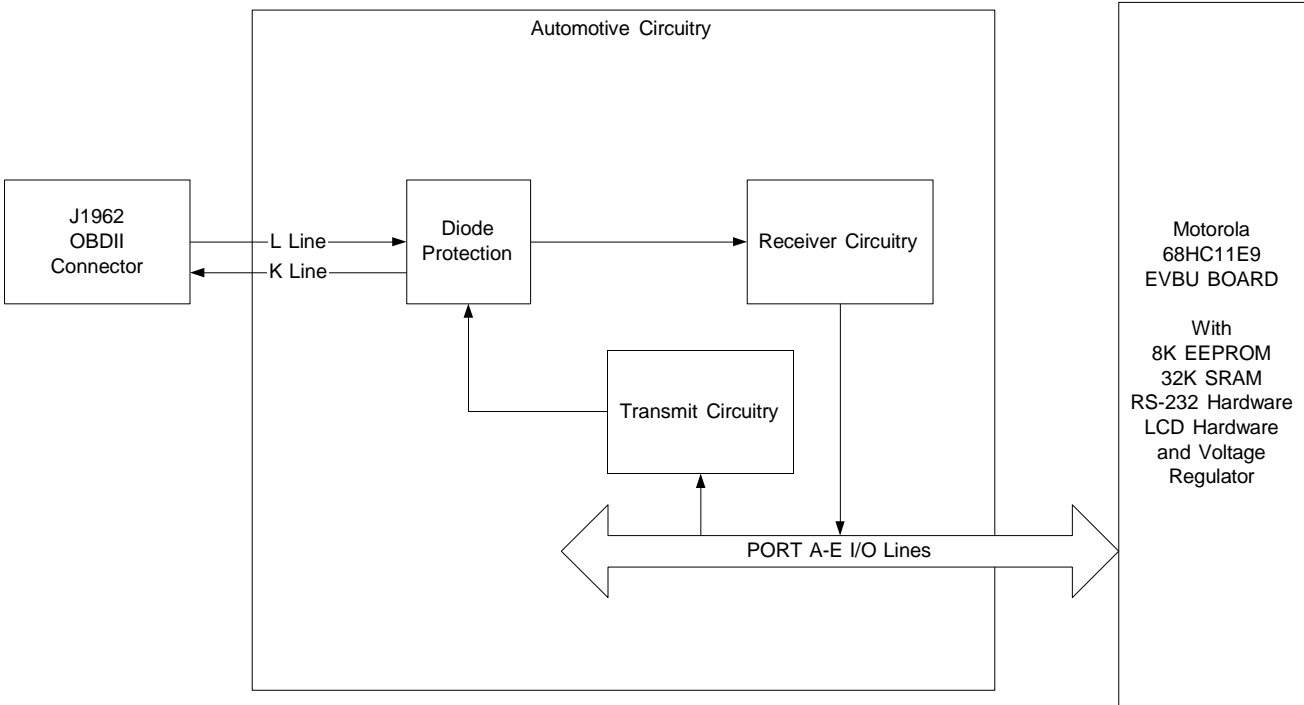 Automotive Circuitry
J1962
OBDII
Connector
L Line
K Line
Diode
Protection
Receiver Circuitry
Transmit Circuitry
PORT A-E I/O Lines
Motorola
68HC11E9
EVBU BOARD
With
8K EEPROM
32K SRAM
RS-232 Hardware
LCD Hardware
and Voltage
Regulator